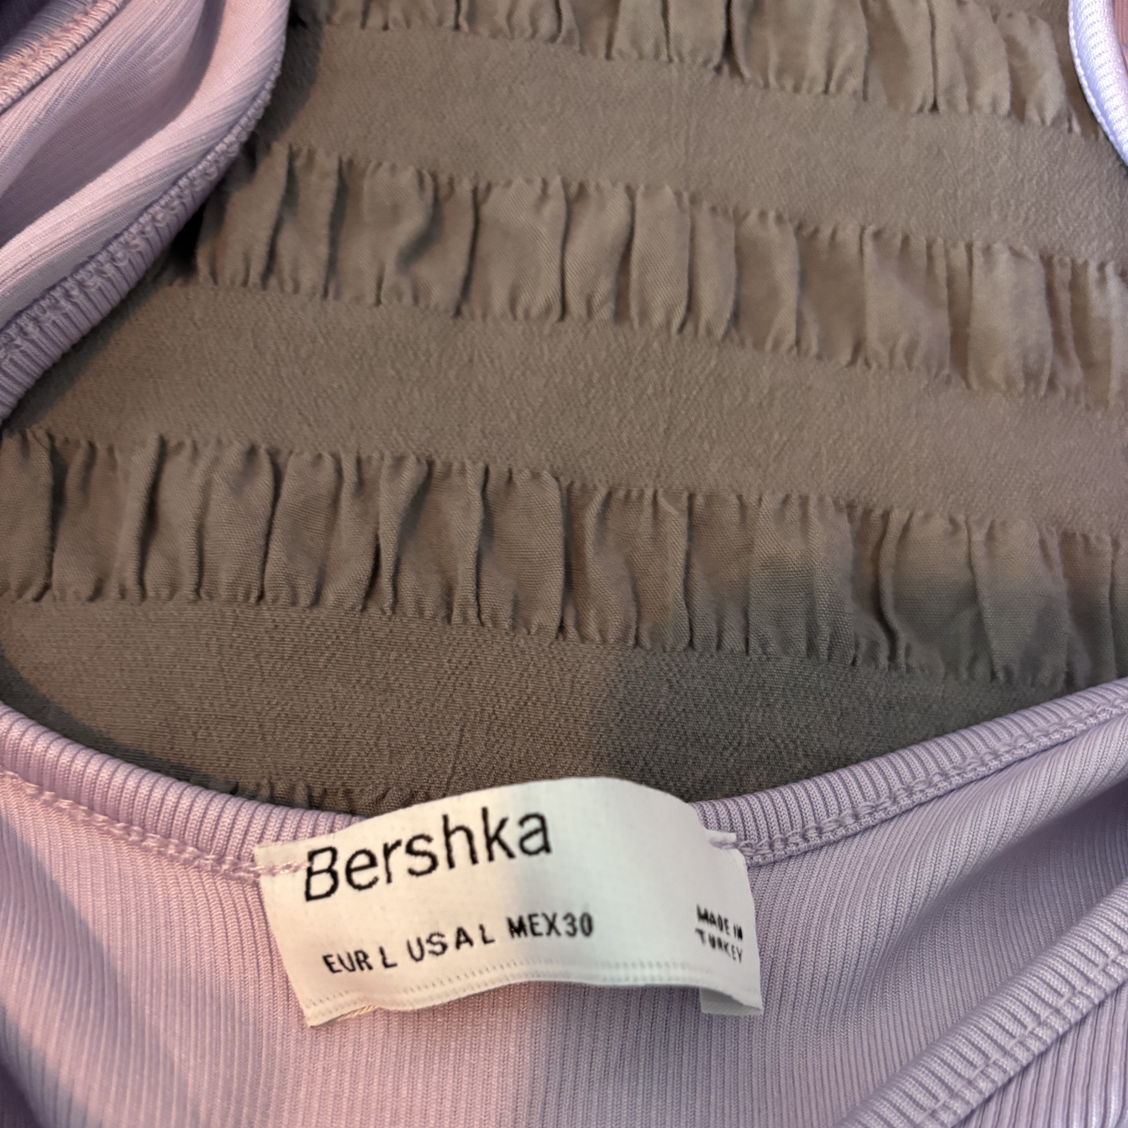 Bershka
EUR L USA L MEX30
MADE IN
TURKEY